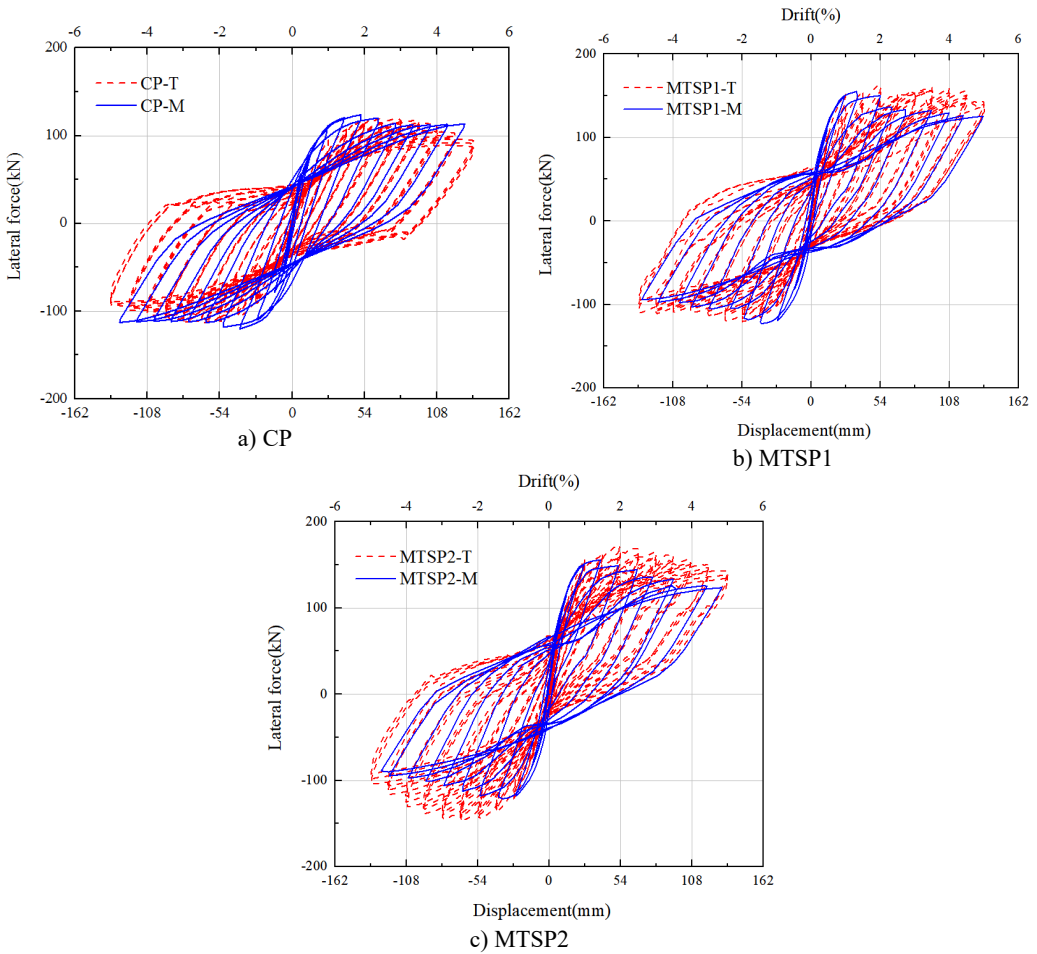 -6 -4 -2 0 2 4 6
200
100
0
-100
-200
Lateral force(kN)
CP-T
CP-M
-162 -108 -54 0 54 108 162
a) CP
Drift(%)
-6 -4 -2 0 2 4 6
200
100
0
-100
-200
Lateral force(kN)
MTSP1-T
MTSP1-M
-162 -108 -54 0 54 108 162
Displacement(mm)
b) MTSP1
Drift(%)
-6 -4 -2 0 2 4 6
200
100
0
-100
-200
Lateral force(kN)
MTSP2-T
MTSP2-M
-162 -108 -54 0 54 108 162
Displacement(mm)
c) MTSP2